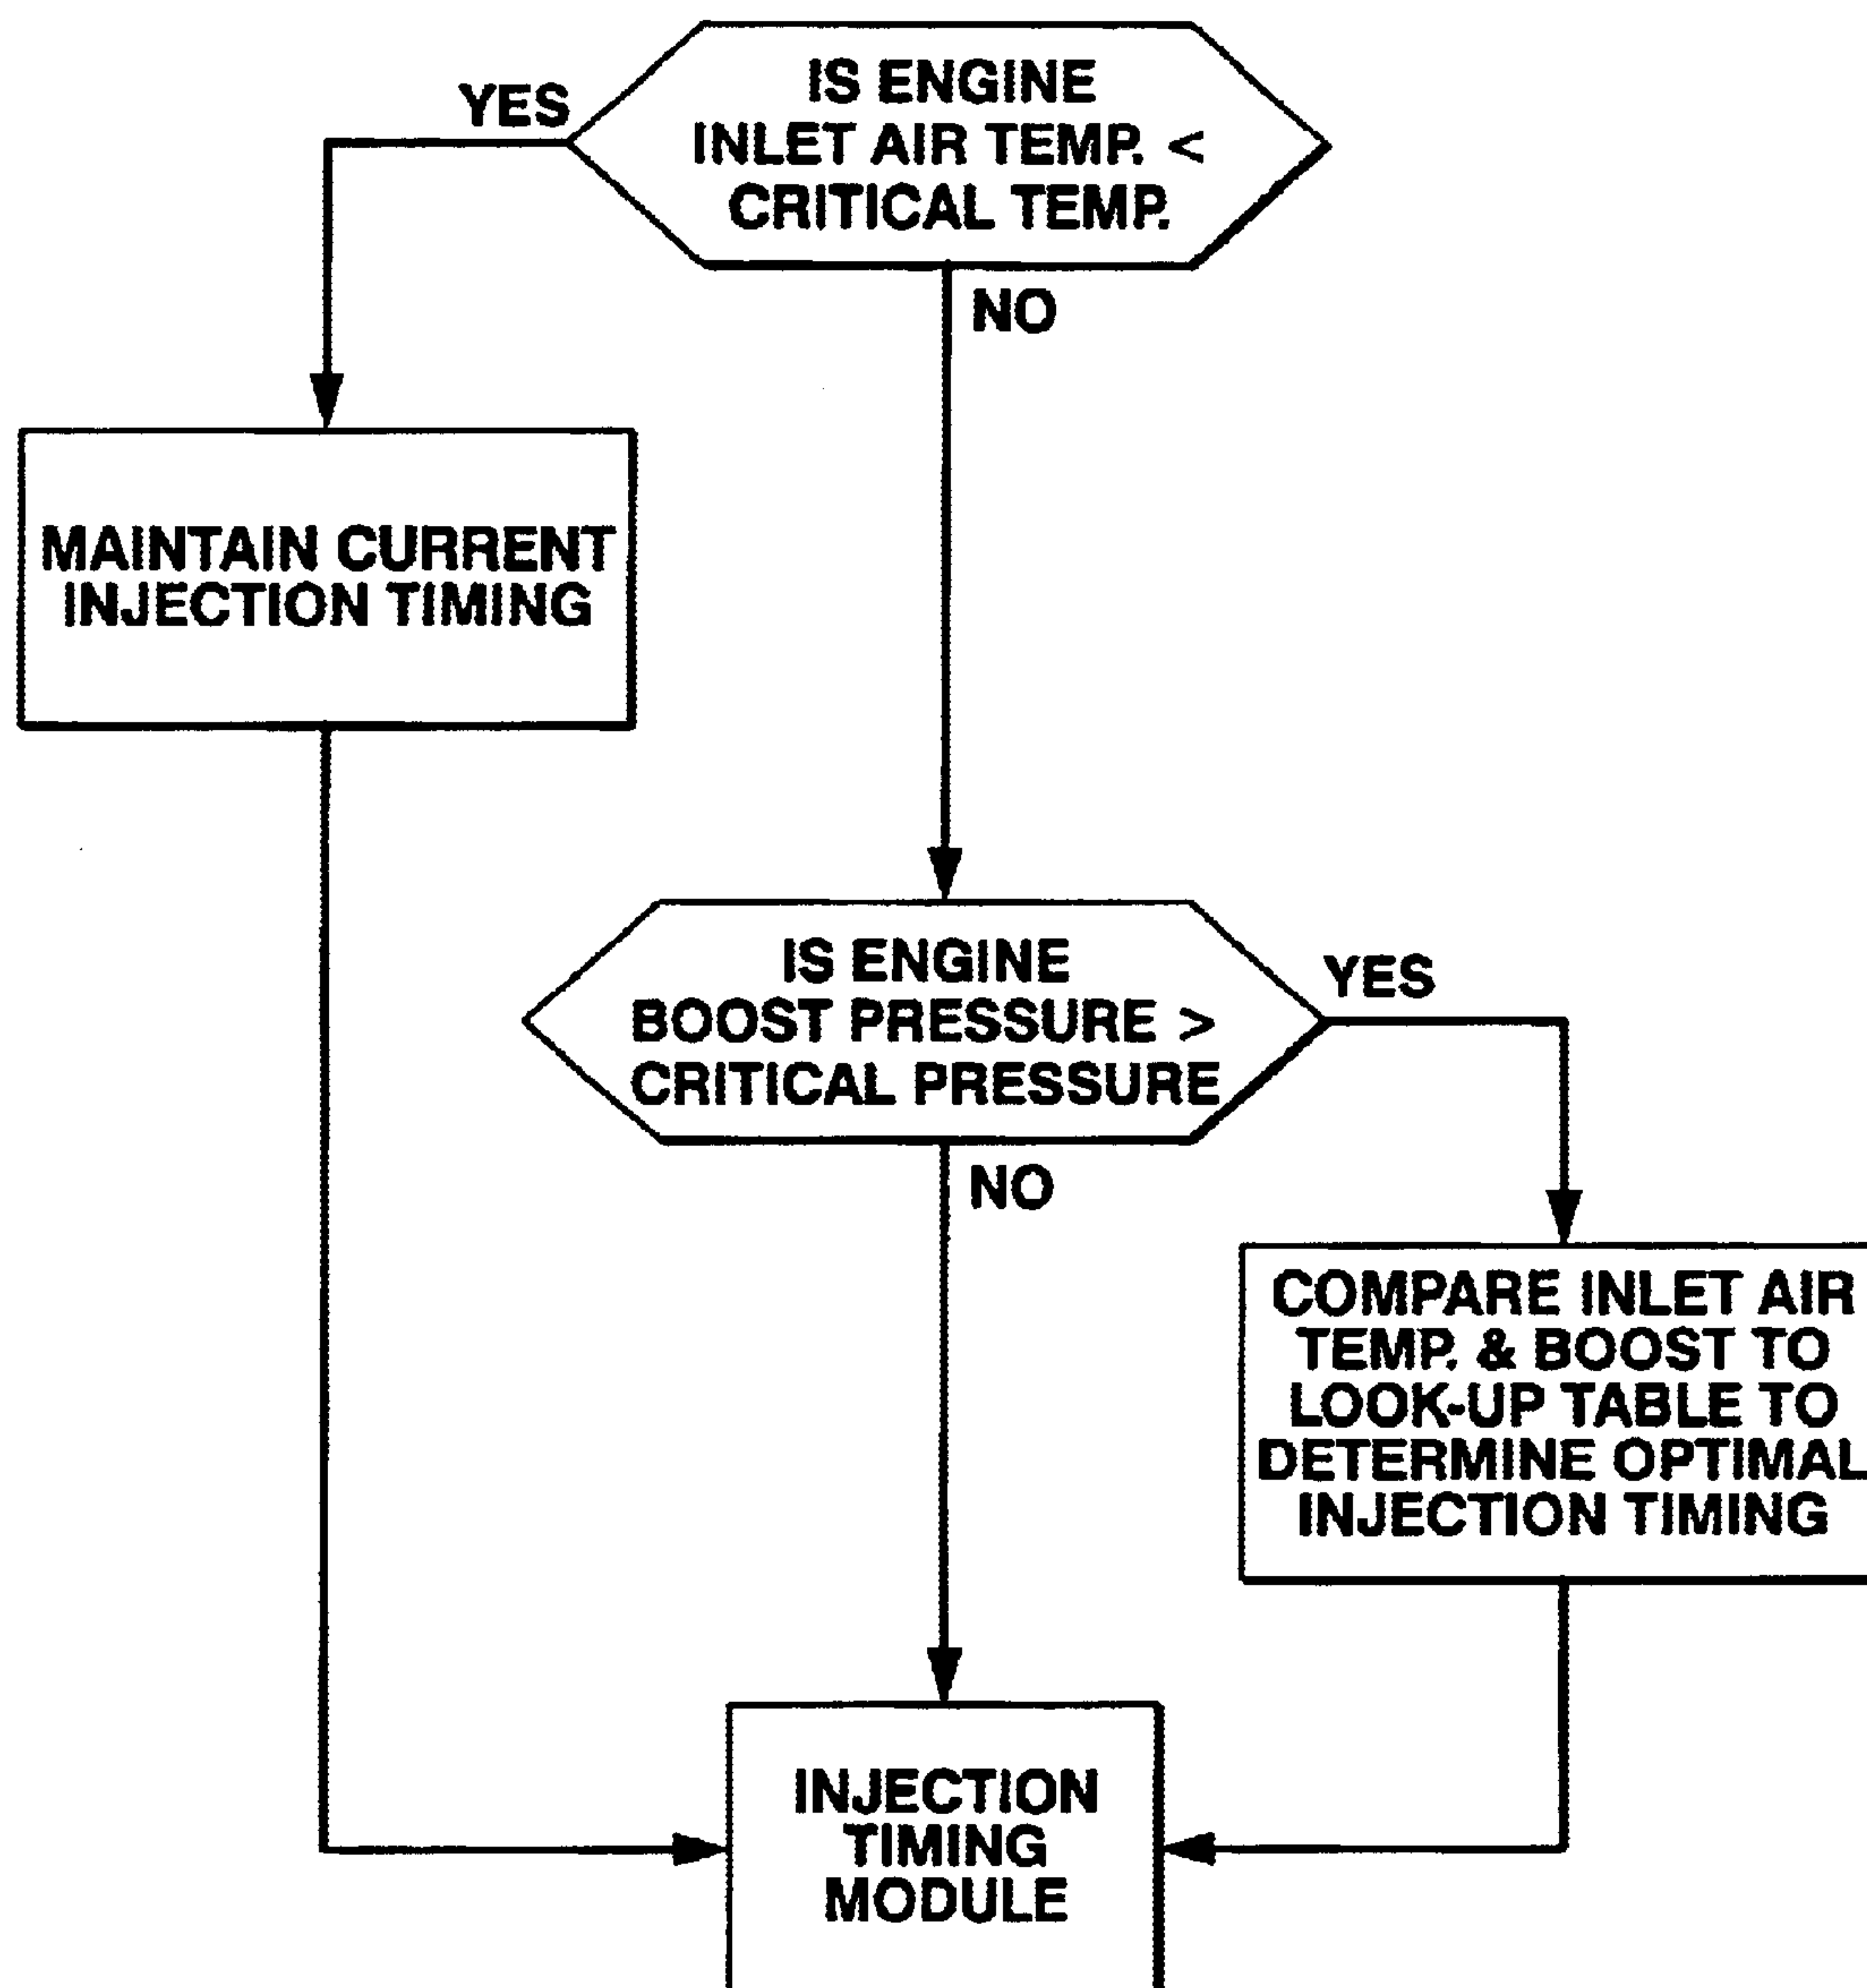 IS ENGINE
INLET AIR TEMP. <
CRITICAL TEMP.
YES
NO
MAINTAIN CURRENT
INJECTION TIMING
IS ENGINE
BOOST PRESSURE >
CRITICAL PRESSURE
YES
NO
COMPARE INLET AIR
TEMP. & BOOST TO
LOOK-UP TABLE TO
DETERMINE OPTIMAL
INJECTION TIMING
INJECTION
TIMING
MODULE